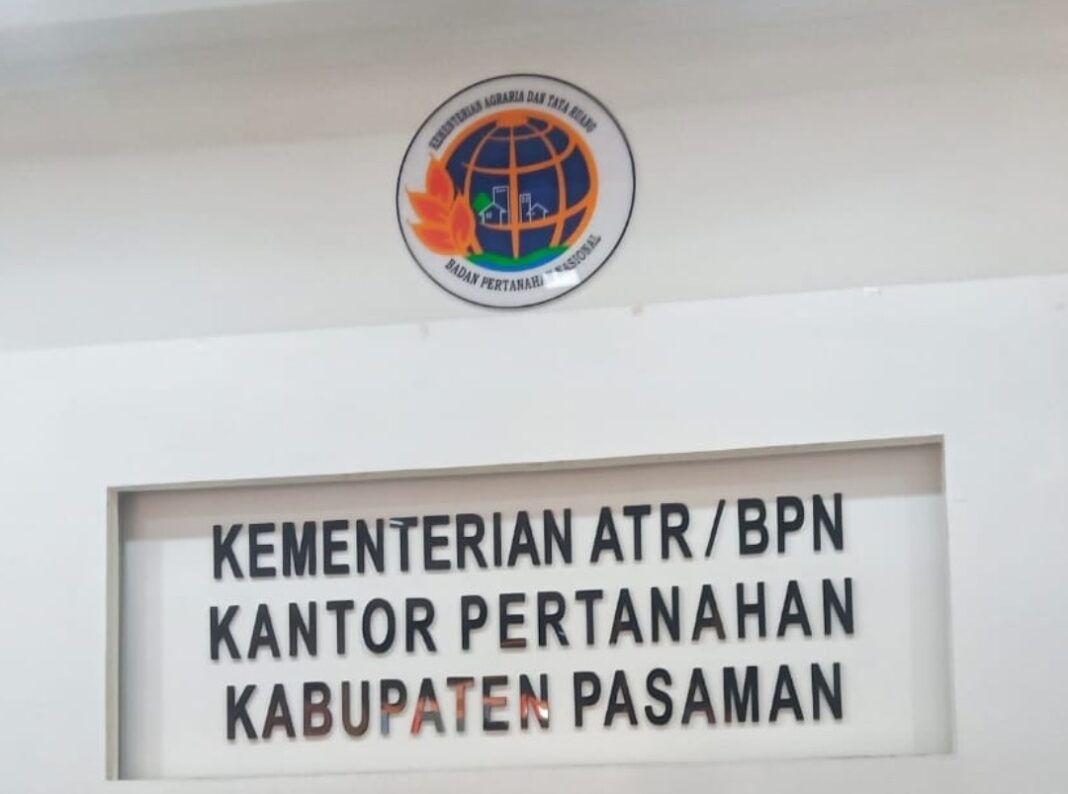 KEMENTERIAN AGRARIA DAN TATA RUANG
BADAN PERTANAHAN NASIONAL
KEMENTERIAN ATR/BPN
KANTOR PERTANAHAN
KABUPATEN PASAMAN